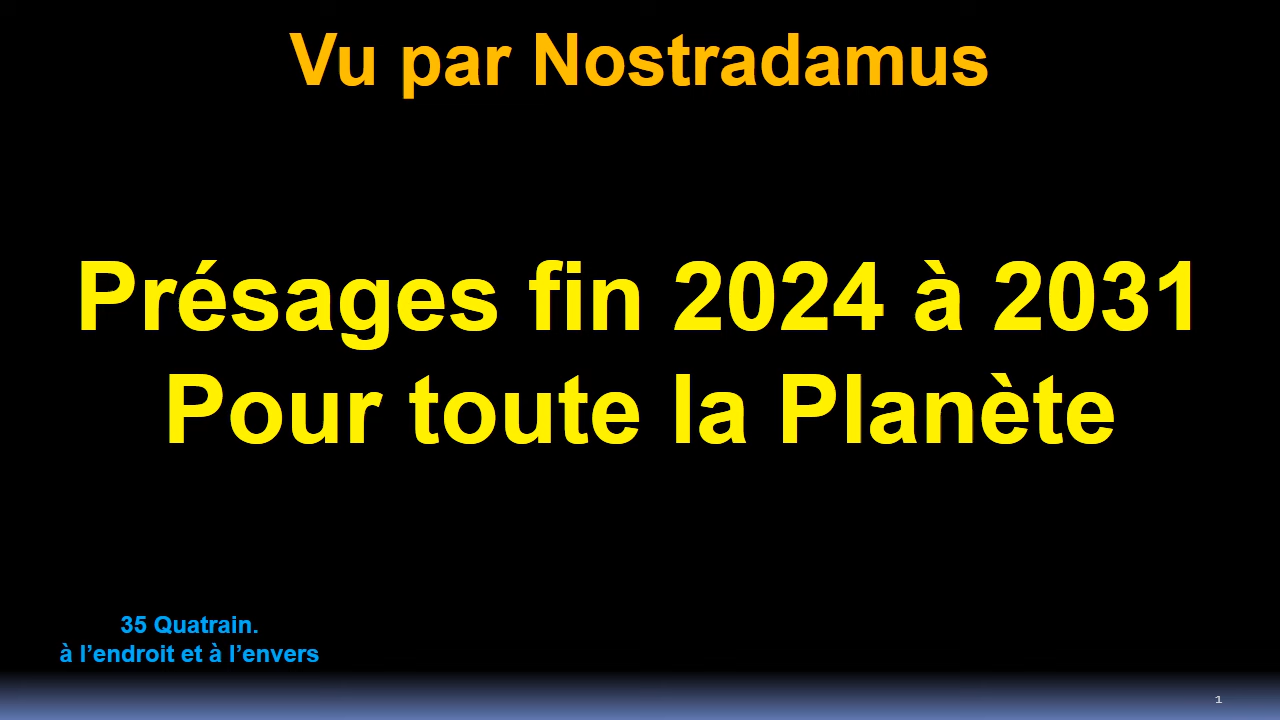 Vu par Nostradamus
Présages fin 2024 à 2031
Pour toute la Planète
35 Quatrain.
à l’endroit et à l’envers
1